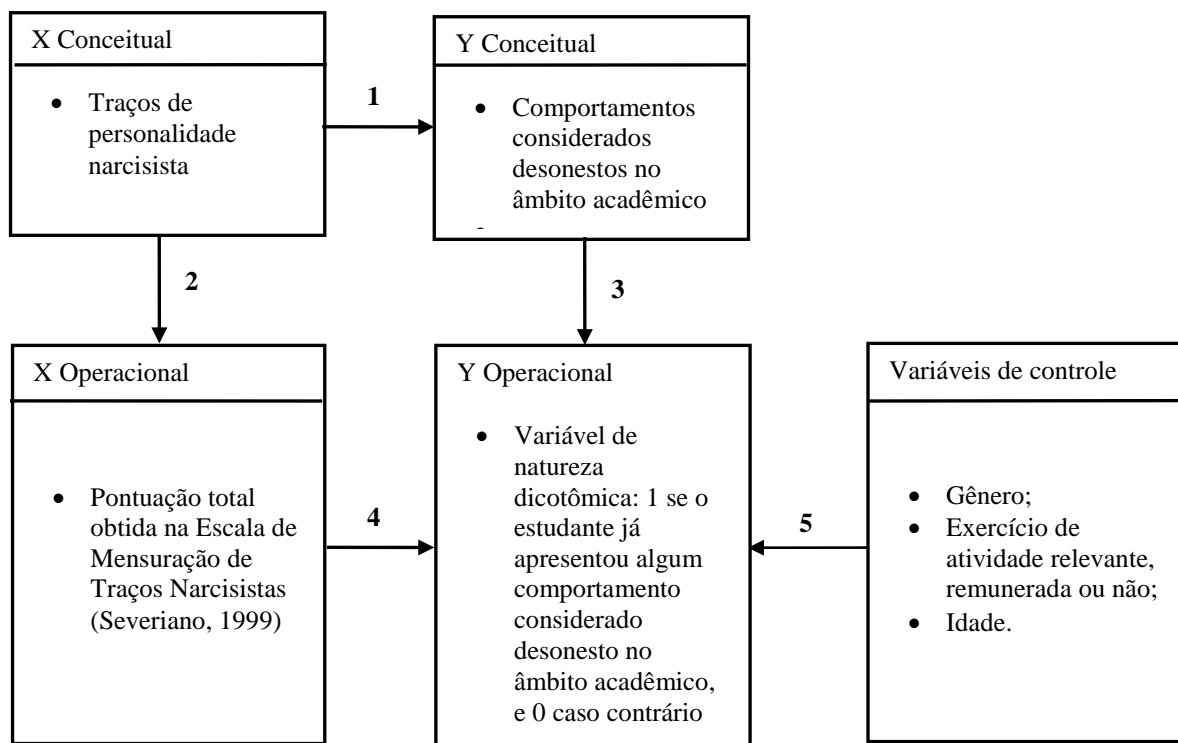 X Conceitual
• Traços de
personalidade
narcisista
1
Y Conceitual
• Comportamentos
considerados
desonestos no
âmbito acadêmico
•
2
3
X Operacional
• Pontuação total
obtida na Escala de
Mensuração de
Traços Narcisistas
(Severiano, 1999)
4
Y Operacional
• Variável de
natureza
dicotômica: 1 se o
estudante já
apresentou algum
comportamento
considerado
desonesto no
âmbito acadêmico,
e 0 caso contrário
5
Variáveis de controle
• Gênero;
• Exercício de
atividade relevante,
remunerada ou não;
• Idade.